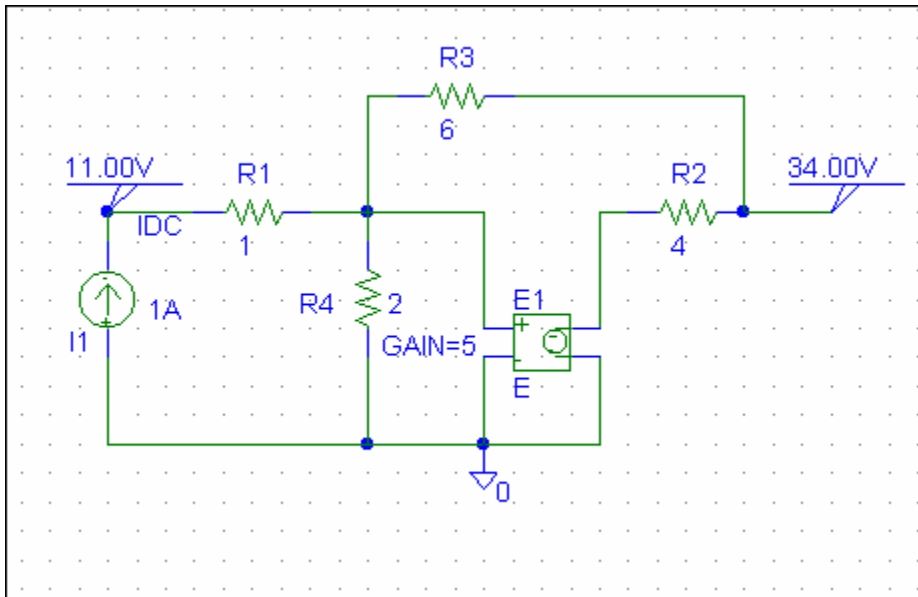 R3
6
11.00V
R1
R2
34.00V
IDC
1
4
R4
2
E1
1A
I1
GAIN=5
+
-
E
0